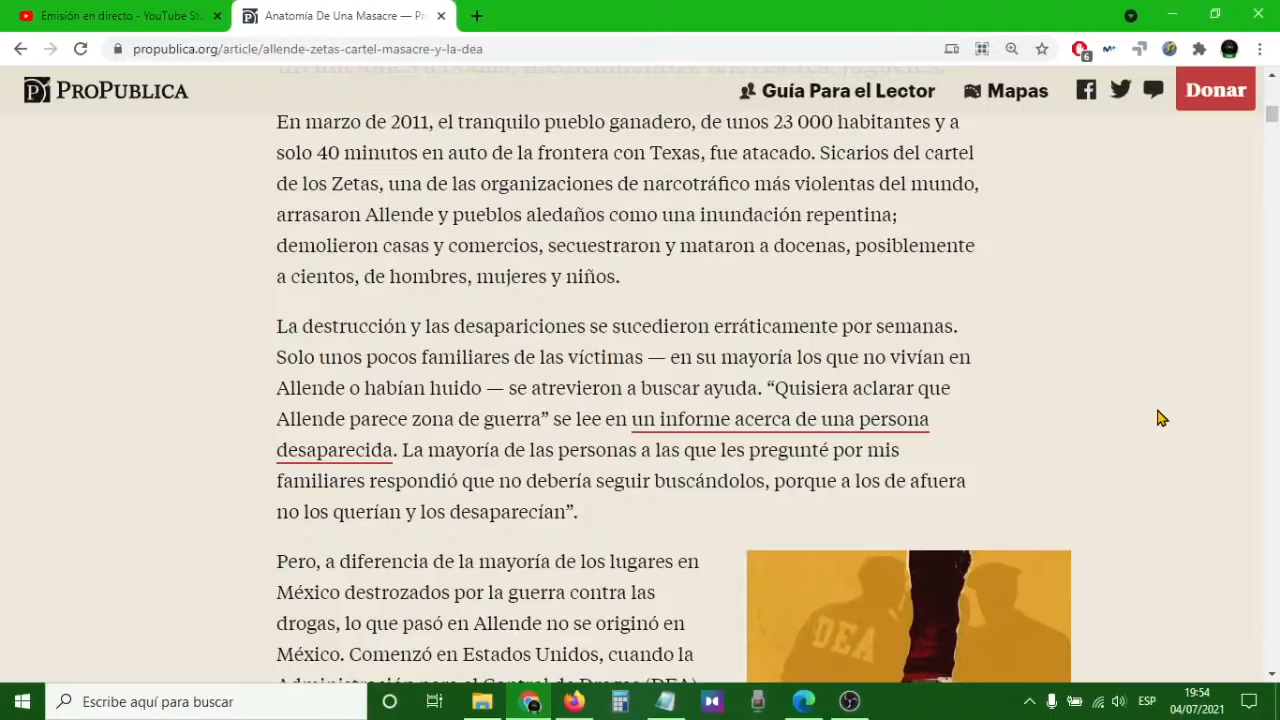 Emisión en directo - YouTube St
Anatomía De Una Masacre — Pr
propublica.org/article/allende-zetas-cartel-masacre-y-la-dea
6
PROPUBLICA
Guía Para el Lector
Mapas
Donar
En marzo de 2011, el tranquilo pueblo ganadero, de unos 23 000 habitantes y a
solo 40 minutos en auto de la frontera con Texas, fue atacado. Sicarios del cartel
de los Zetas, una de las organizaciones de narcotráfico más violentas del mundo,
arrasaron Allende y pueblos aledaños como una inundación repentina;
demolieron casas y comercios, secuestraron y mataron a docenas, posiblemente
a cientos, de hombres, mujeres y niños.
La destrucción y las desapariciones se sucedieron erráticamente por semanas.
Solo unos pocos familiares de las víctimas — en su mayoría los que no vivían en
Allende o habían huido — se atrevieron a buscar ayuda. “Quisiera aclarar que
Allende parece zona de guerra” se lee en un informe acerca de una persona
desaparecida. La mayoría de las personas a las que les pregunté por mis
familiares respondió que no debería seguir buscándolos, porque a los de afuera
no los querían y los desaparecían”.
Pero, a diferencia de la mayoría de los lugares en
México destrozados por la guerra contra las
drogas, lo que pasó en Allende no se originó en
México. Comenzó en Estados Unidos, cuando la
Administración para el Control de Drogas (DEA)
DEA
Escribe aquí para buscar
ESP
19:54
04/07/2021